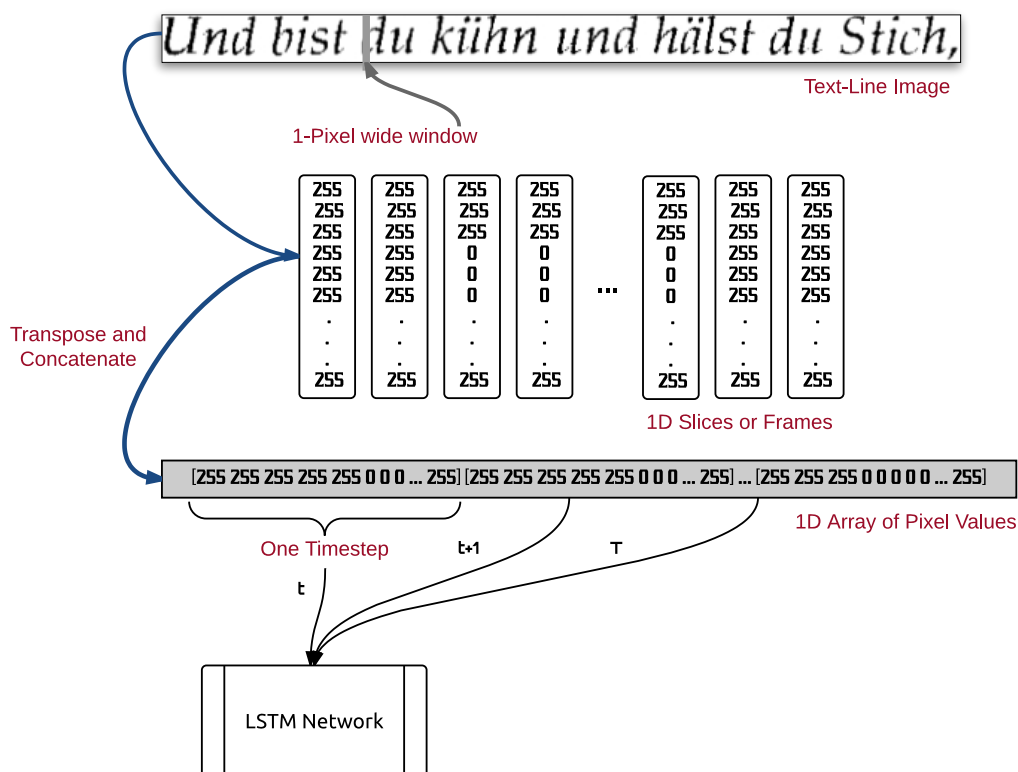 Und bist du kühn und hälst du Stich,
Text-Line Image
1-Pixel wide window
255 255 255 255 255 255 255
255 255 255 255 255 255 255
255 255 255 255 255 255 255
255 255 0 0 0 255 255
255 255 0 0 0 255 255
255 255 0 0 ... 0 255 255
. . . . . . .
. . . . . . .
. . . . . . .
255 255 255 255 255 255 255
Transpose and
Concatenate
1D Slices or Frames
[255 255 255 255 255 0 0 0 ... 255] [255 255 255 255 255 0 0 0 ... 255] ... [255 255 255 0 0 0 0 0 ... 255]
1D Array of Pixel Values
One Timestep
t
t+1
T
LSTM Network